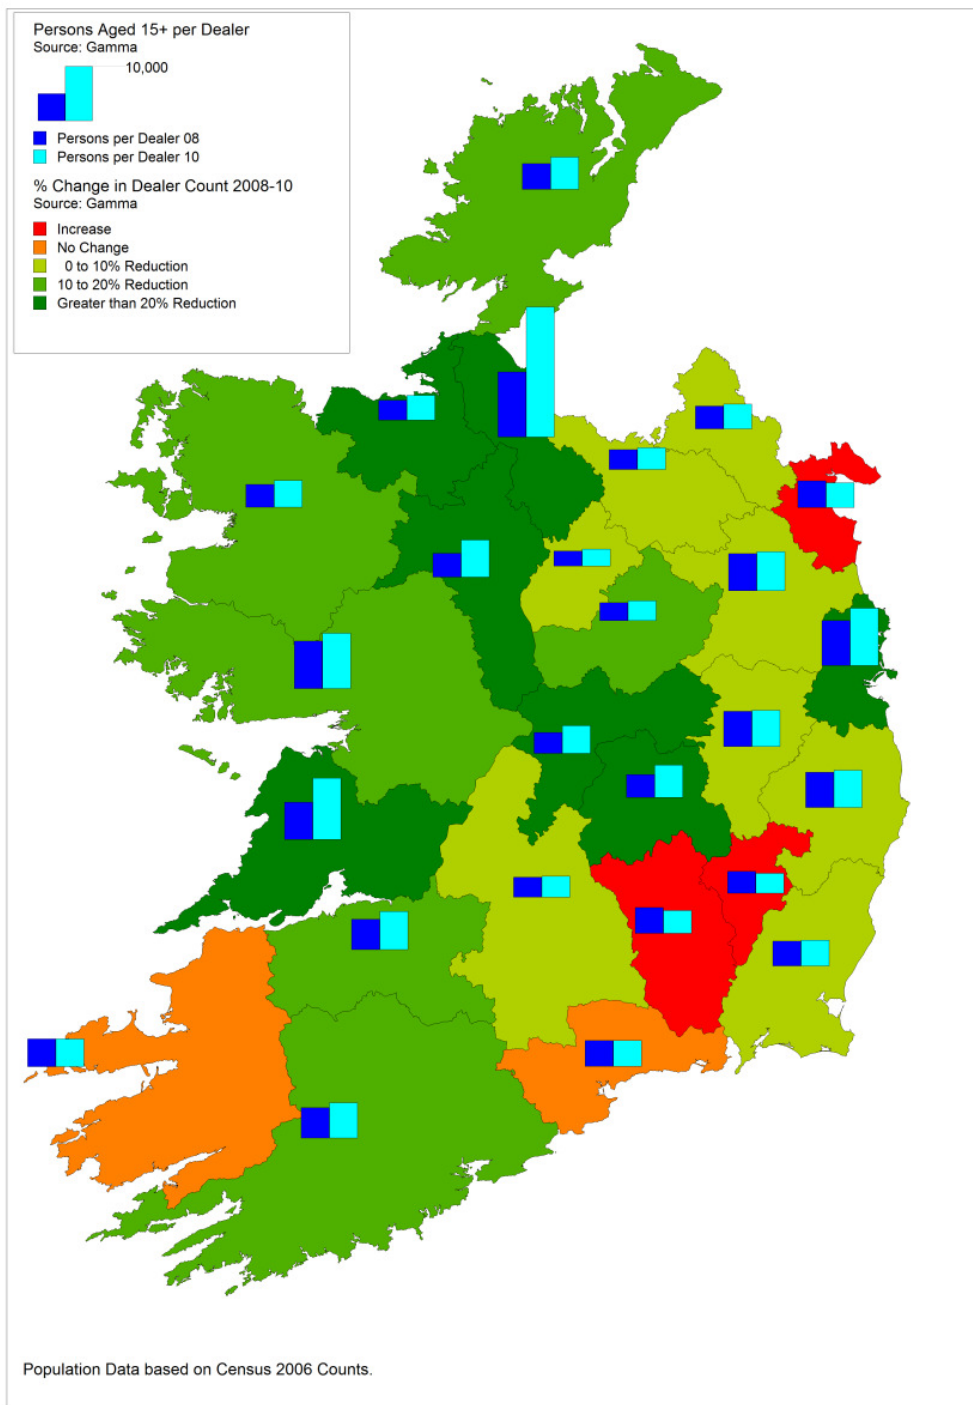 Persons Aged 15+ per Dealer
Source: Gamma
10,000
Persons per Dealer 08
Persons per Dealer 10
% Change in Dealer Count 2008-10
Source: Gamma
Increase
No Change
0 to 10% Reduction
10 to 20% Reduction
Greater than 20% Reduction
Population Data based on Census 2006 Counts.